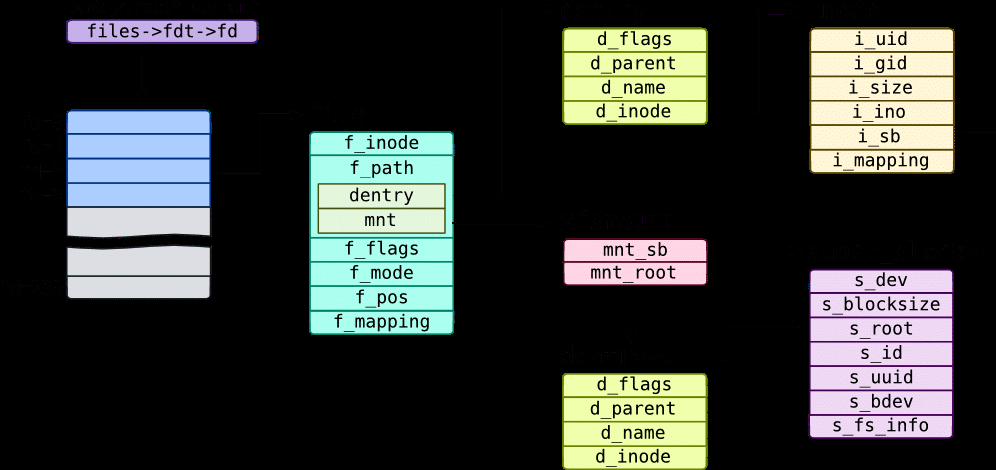 files->fdt->fd
f_inode
f_path
dentry
mnt
f_flags
f_mode
f_pos
f_mapping
d_flags
d_parent
d_name
d_inode
mnt_sb
mnt_root
d_flags
d_parent
d_name
d_inode
i_uid
i_gid
i_size
i_ino
i_sb
i_mapping
s_dev
s_blocksize
s_root
s_id
s_uuid
s_bdev
s_fs_info